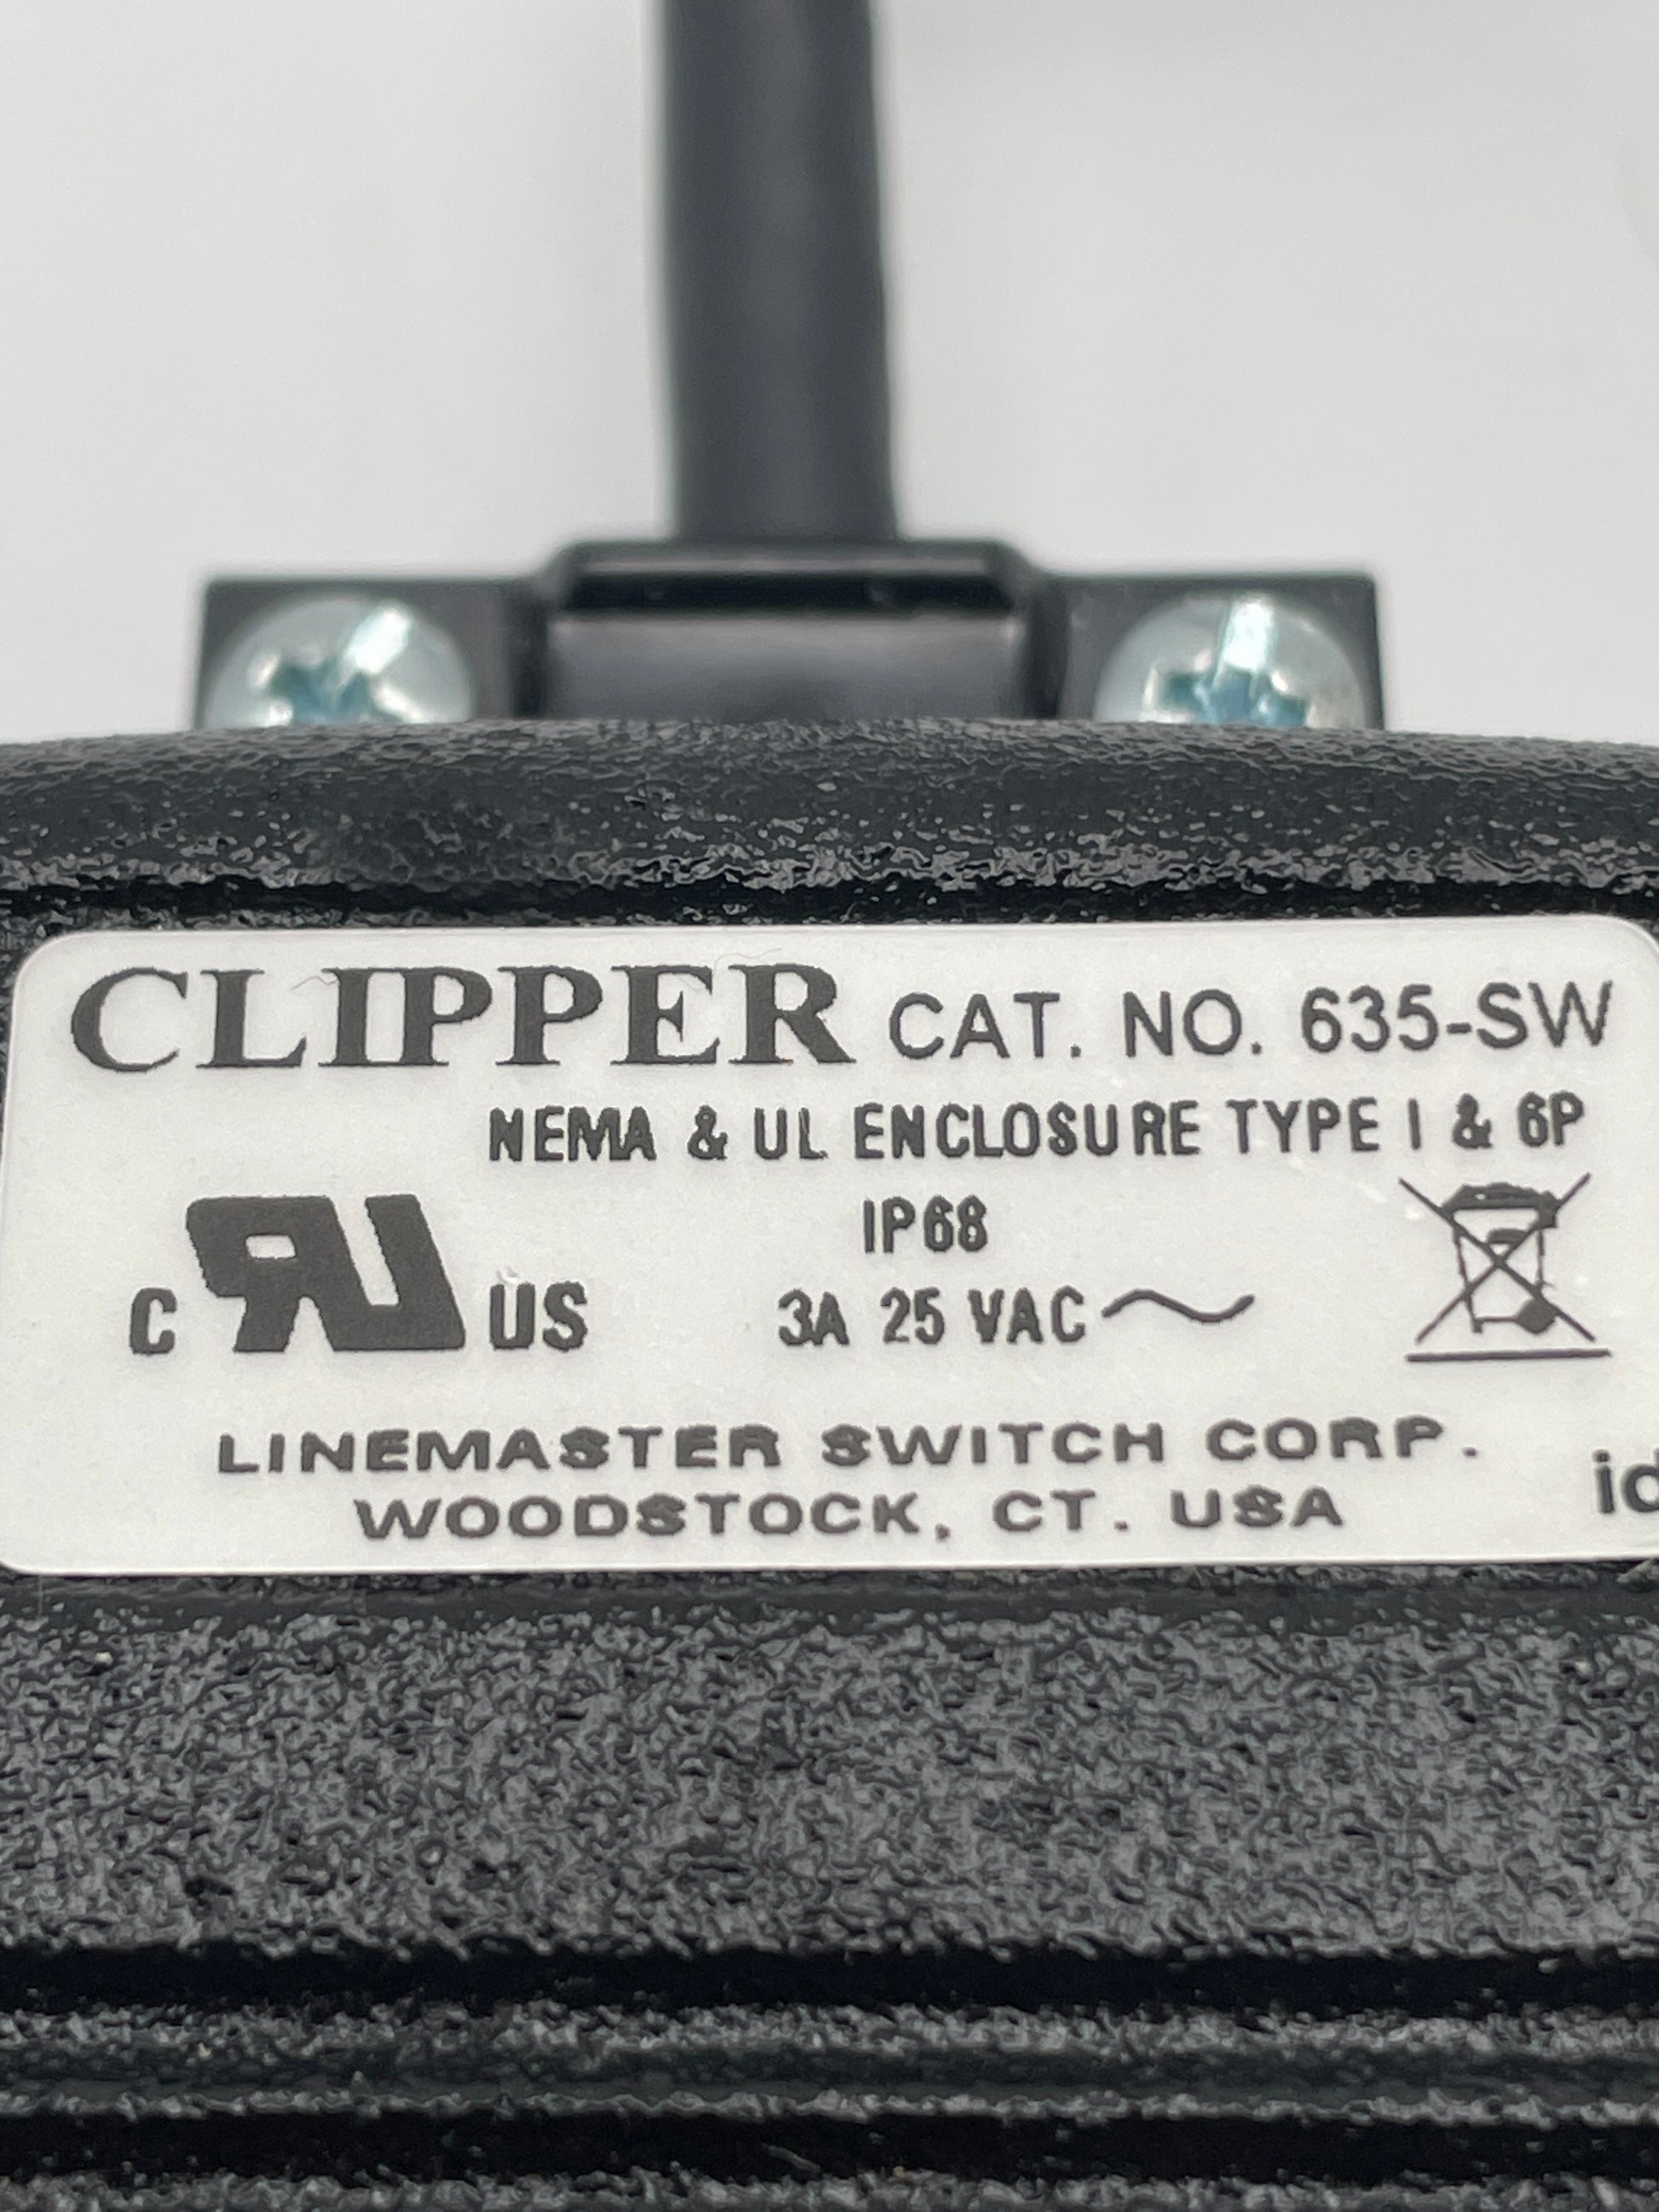 CLIPPER CAT. NO. 635-SW
NEMA & UL ENCLOSURE TYPE I & 6P
IP68
C RU US
3A 25 VAC
LINEMASTER SWITCH CORP.
WOODSTOCK, CT. USA